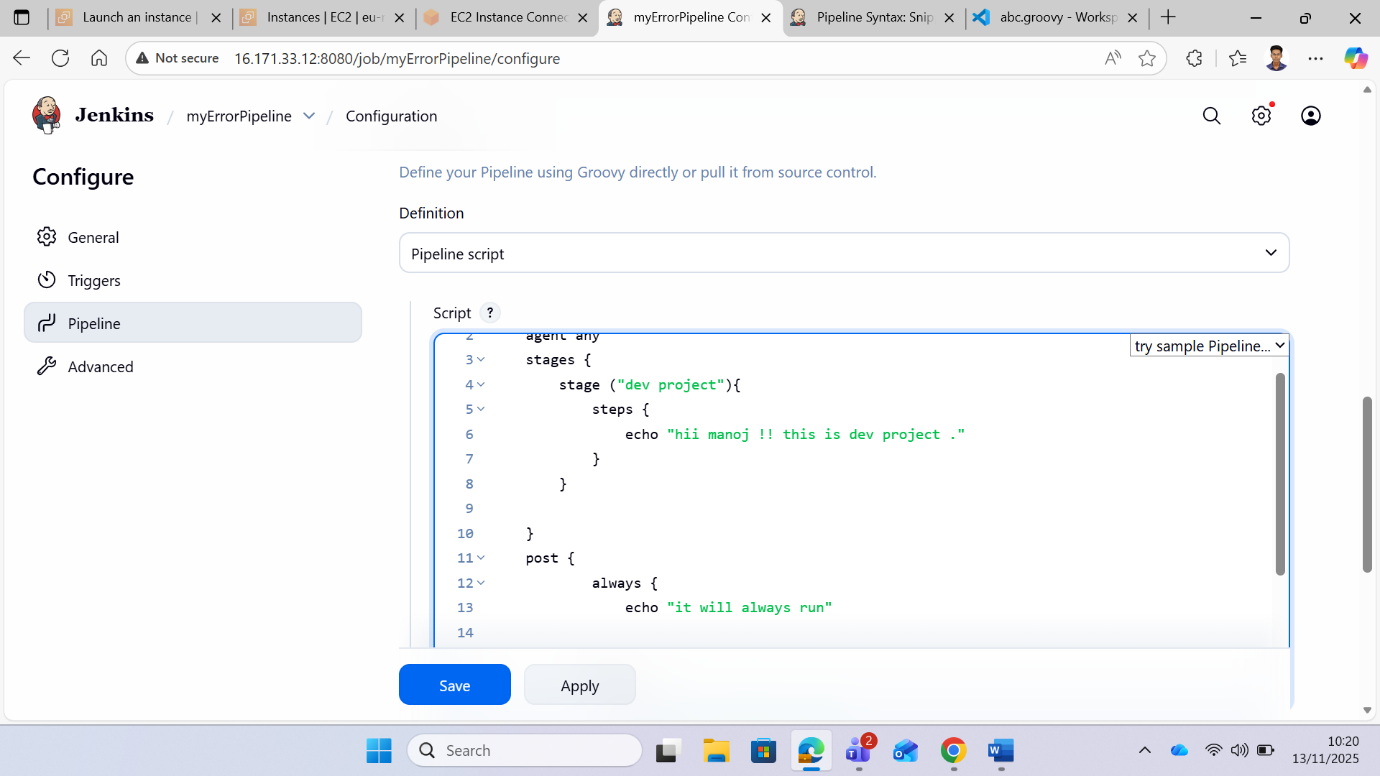 Launch an instance |
Instances | EC2 | eu-n
EC2 Instance Connec
myErrorPipeline Con
Pipeline Syntax: Snip
abc.groovy - Worksp
Not secure 16.171.33.12:8080/job/myErrorPipeline/configure
Jenkins / myErrorPipeline / Configuration
Configure
General
Triggers
Pipeline
Advanced
Define your Pipeline using Groovy directly or pull it from source control.
Definition
Pipeline script
Script ?
try sample Pipeline...
2 agent any
3 stages {
4 stage ("dev project"){
5 steps {
6 echo "hii manoj !! this is dev project ."
7 }
8 }
9
10 }
11 post {
12 always {
13 echo "it will always run"
14
Save
Apply
Search
2
10:20
13/11/2025